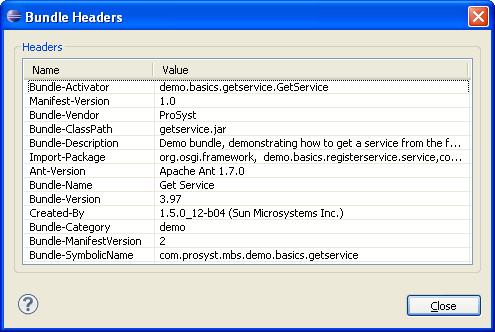 Bundle Headers
Headers
Name Value
Bundle-Activator demo.basics.getservice.GetService
Manifest-Version 1.0
Bundle-Vendor ProSyst
Bundle-ClassPath getservice.jar
Bundle-Description Demo bundle, demonstrating how to get a service from the f...
Import-Package org.osgi.framework, demo.basics.registerservice.service,co...
Ant-Version Apache Ant 1.7.0
Bundle-Name Get Service
Bundle-Version 3.97
Created-By 1.5.0_12-b04 (Sun Microsystems Inc.)
Bundle-Category demo
Bundle-ManifestVersion 2
Bundle-SymbolicName com.prosyst.mbs.demo.basics.getservice
? Close